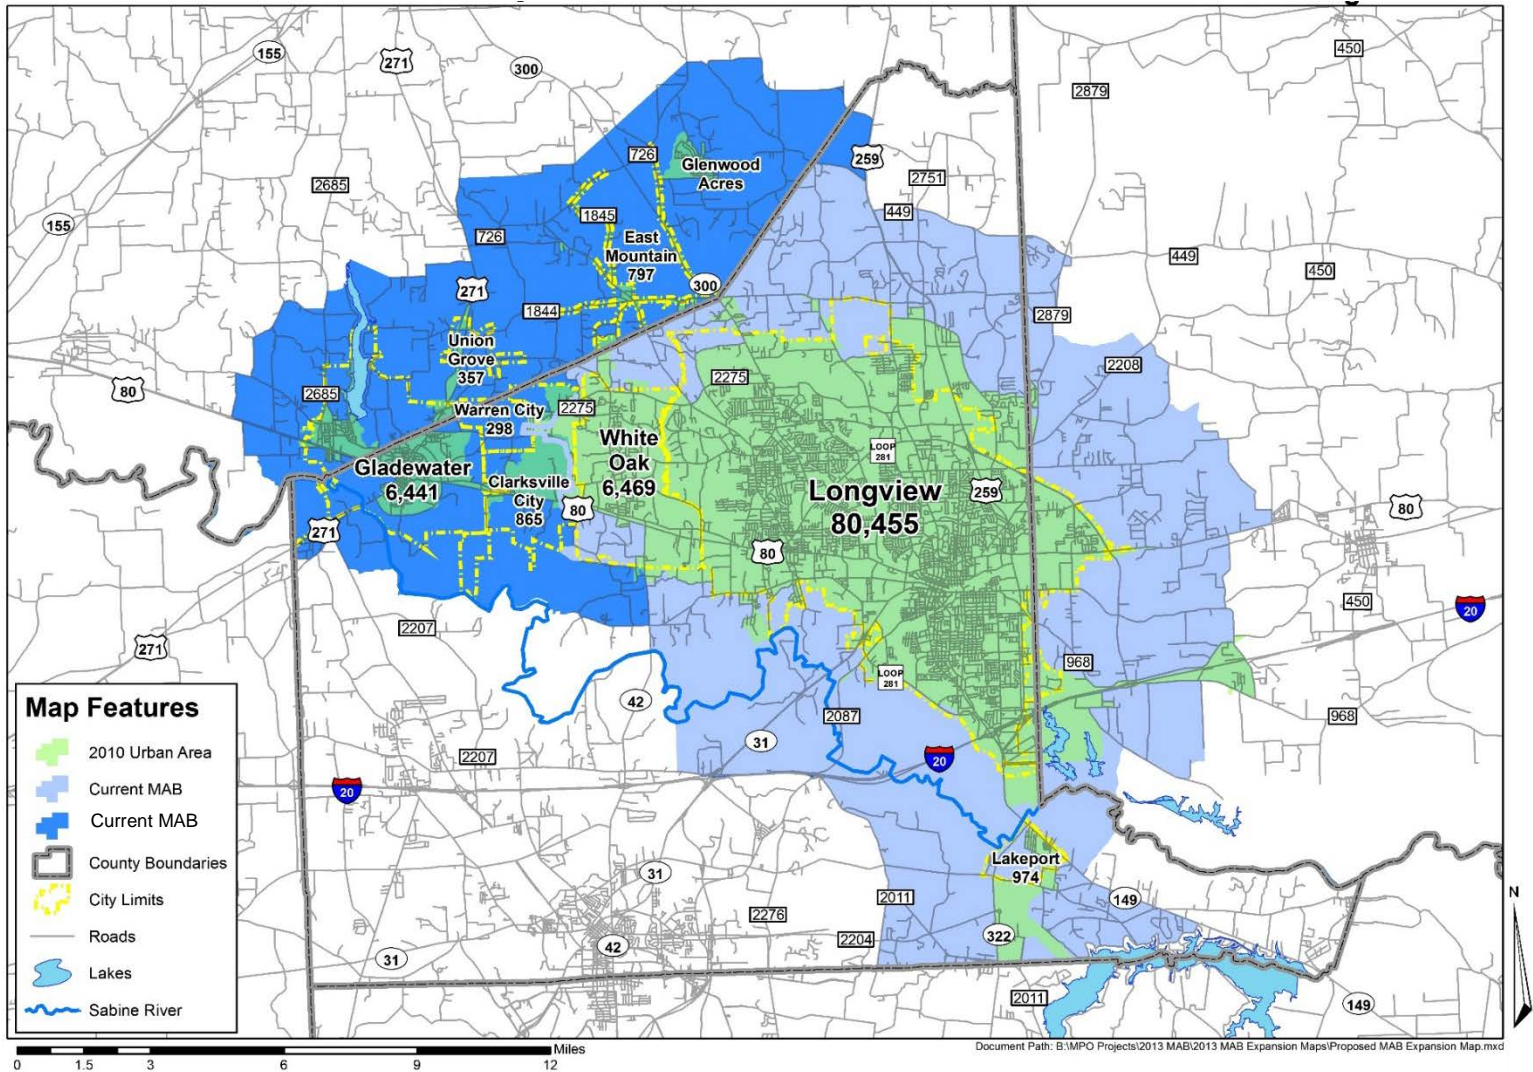 155
271
300
450
2879
726
Glenwood
Acres
259
2751
2685
1845
449
155
726
East
Mountain
797
449
450
271
300
1844
2879
Union
Grove
357
2208
80
2685
2275
Warren City
298
2275
White
Oak
6,469
LOOP
281
Gladewater
6,441
Clarksville
City
865
Longview
80,455
259
80
80
271
80
450
20
2207
271
968
LOOP
281
42
2087
968
31
2207
20
20
Map Features
2010 Urban Area
Current MAB
Current MAB
County Boundaries
City Limits
Roads
Lakes
Sabine River
Lakeport
974
31
2011
149
2276
2204
322
42
31
2011
149
N
Document Path: B:\MPO Projects\2013 MAB\2013 MAB Expansion Maps\Proposed MAB Expansion Map.mxd
Miles
0 1.5 3 6 9 12